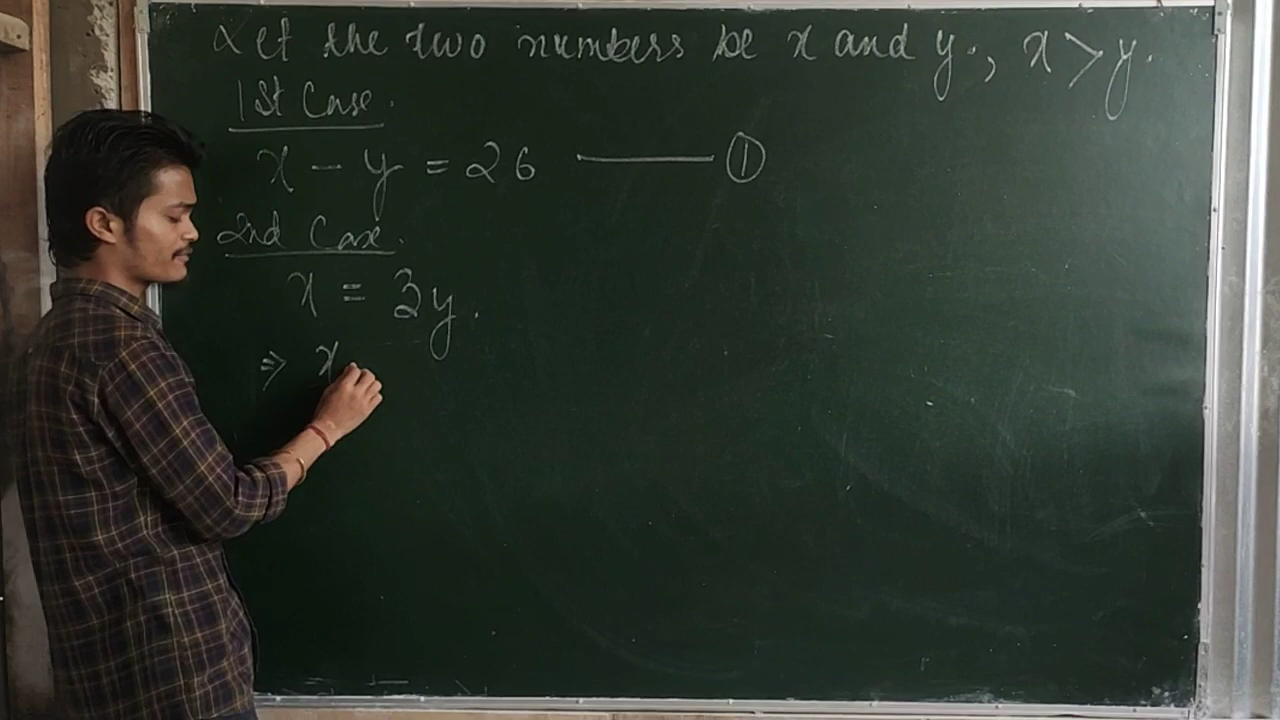 Let the two numbers be x and y., x > y.
1st Case.
x - y = 26 —— ①
2nd Case.
x = 3y.
⇒ x